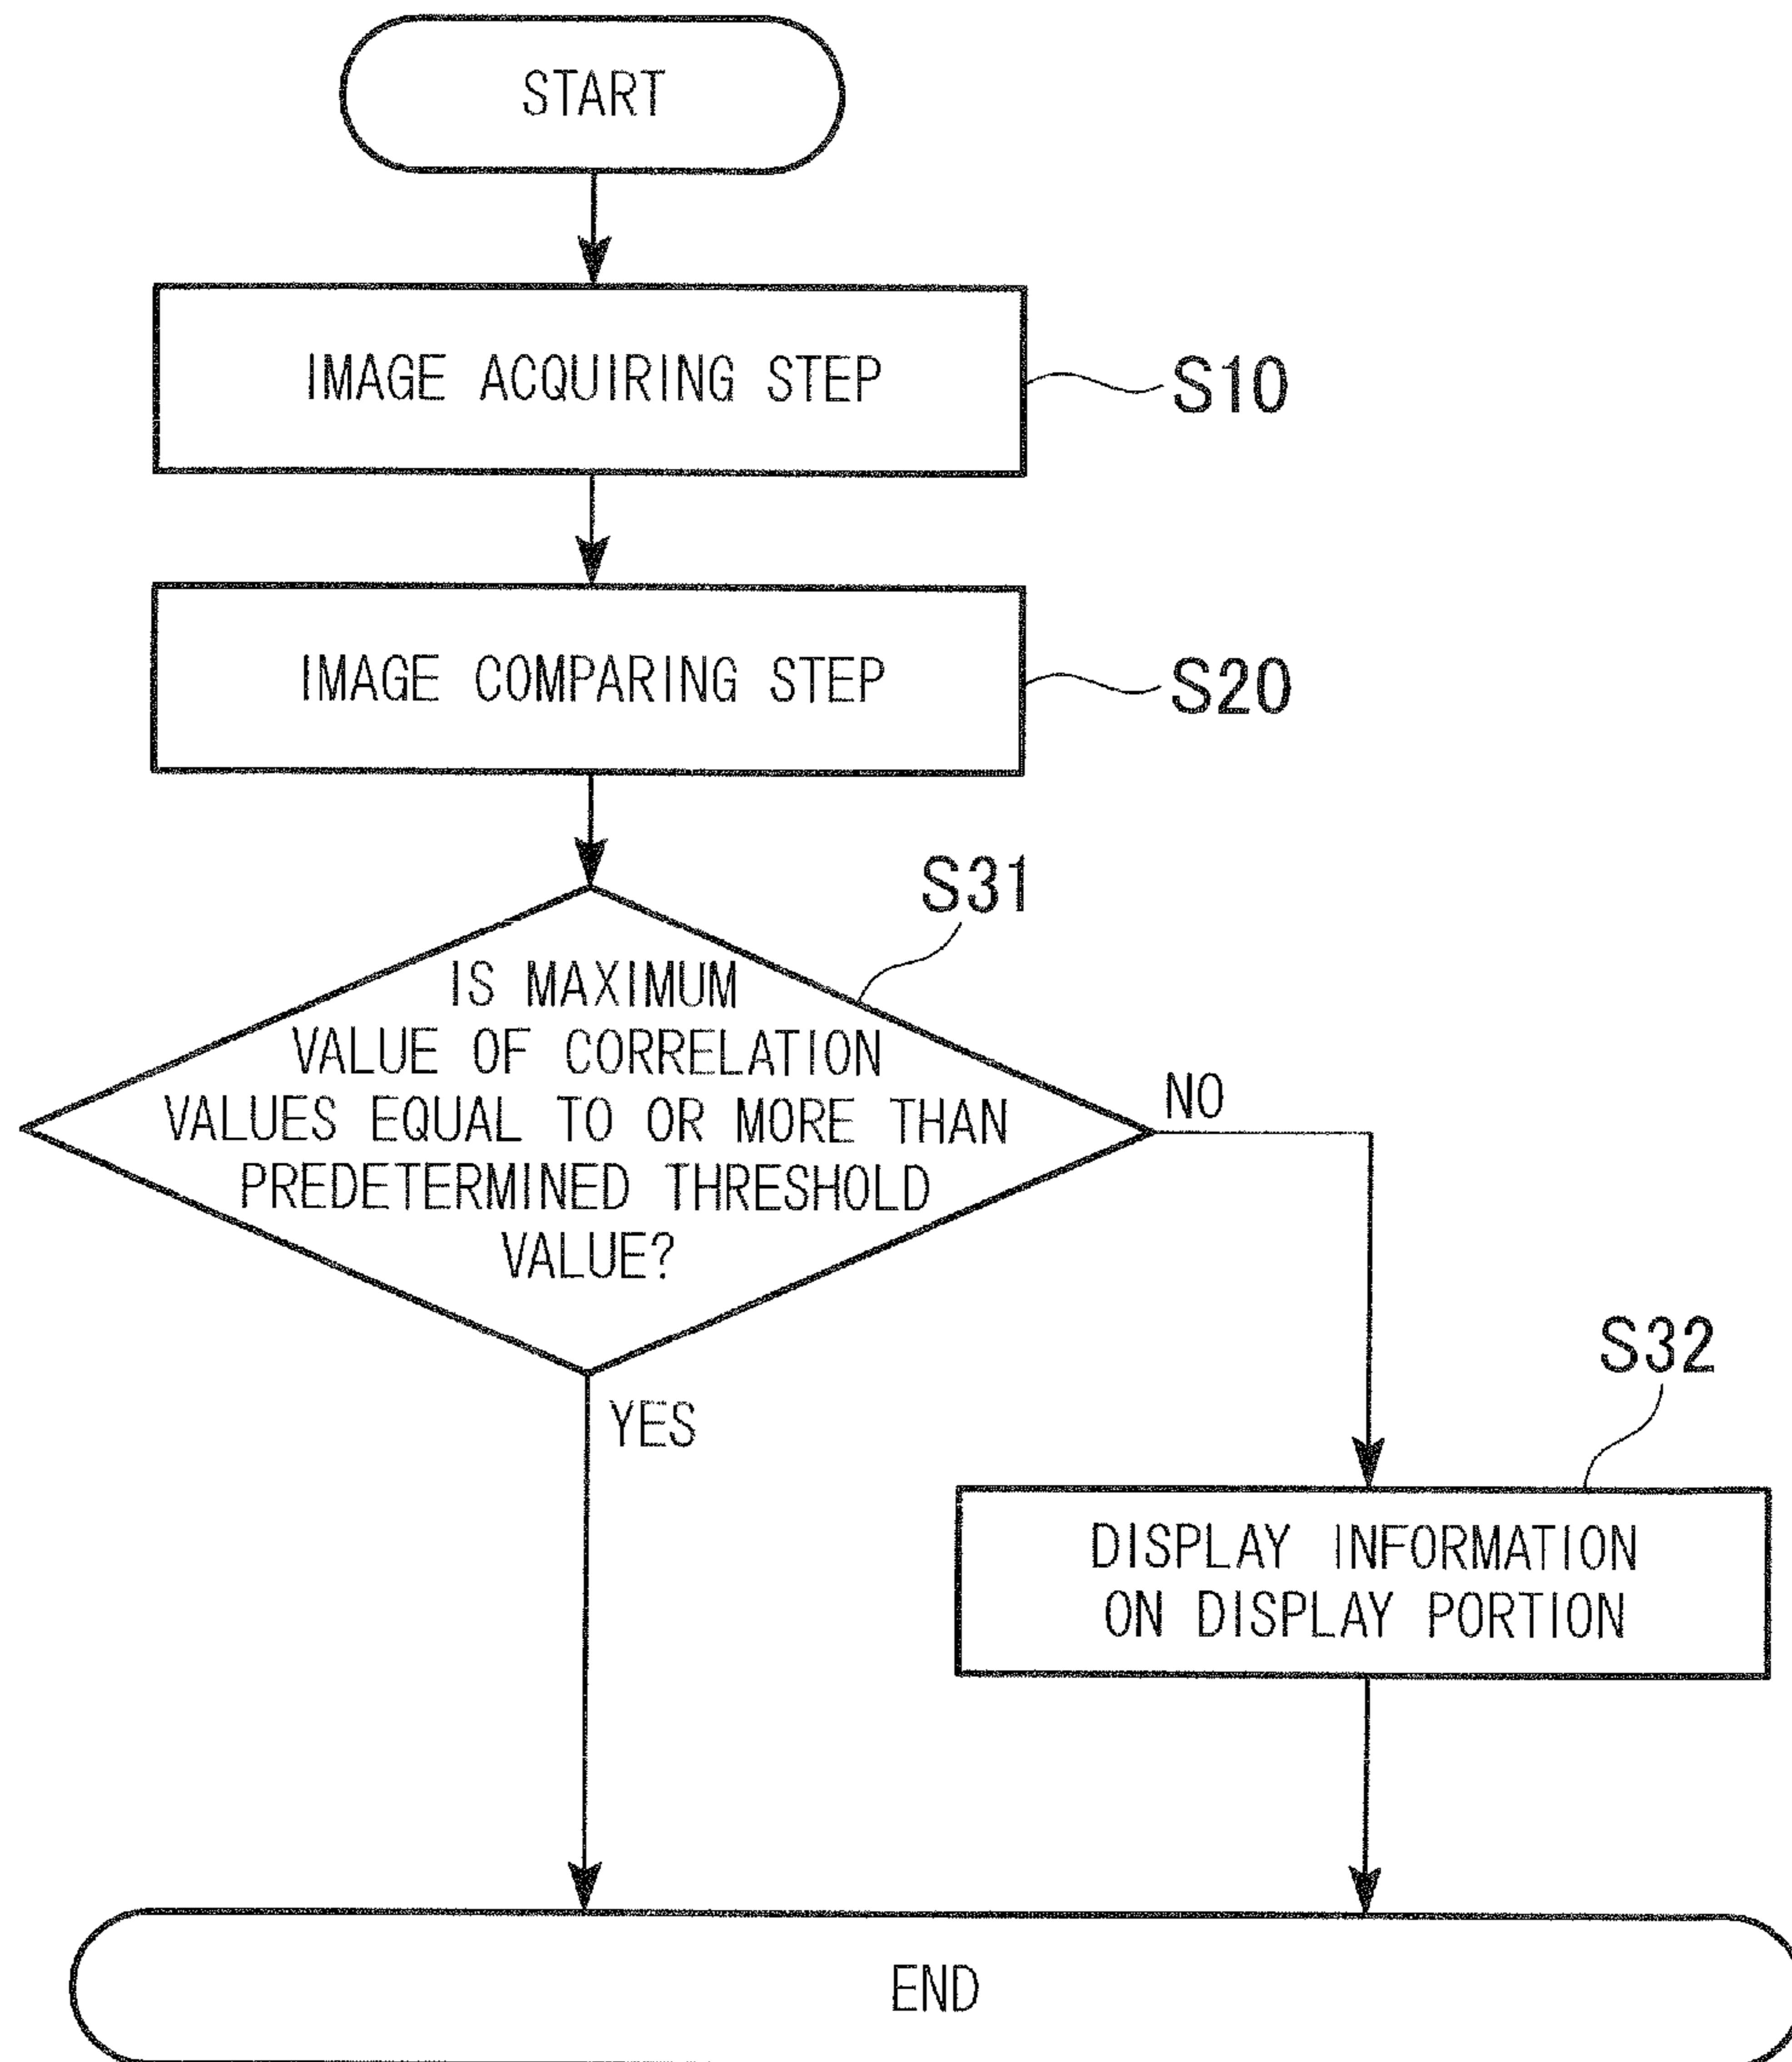 START
IMAGE ACQUIRING STEP
S10
IMAGE COMPARING STEP
S20
S31
IS MAXIMUM
VALUE OF CORRELATION
VALUES EQUAL TO OR MORE THAN
PREDETERMINED THRESHOLD
VALUE?
NO
YES
S32
DISPLAY INFORMATION
ON DISPLAY PORTION
END